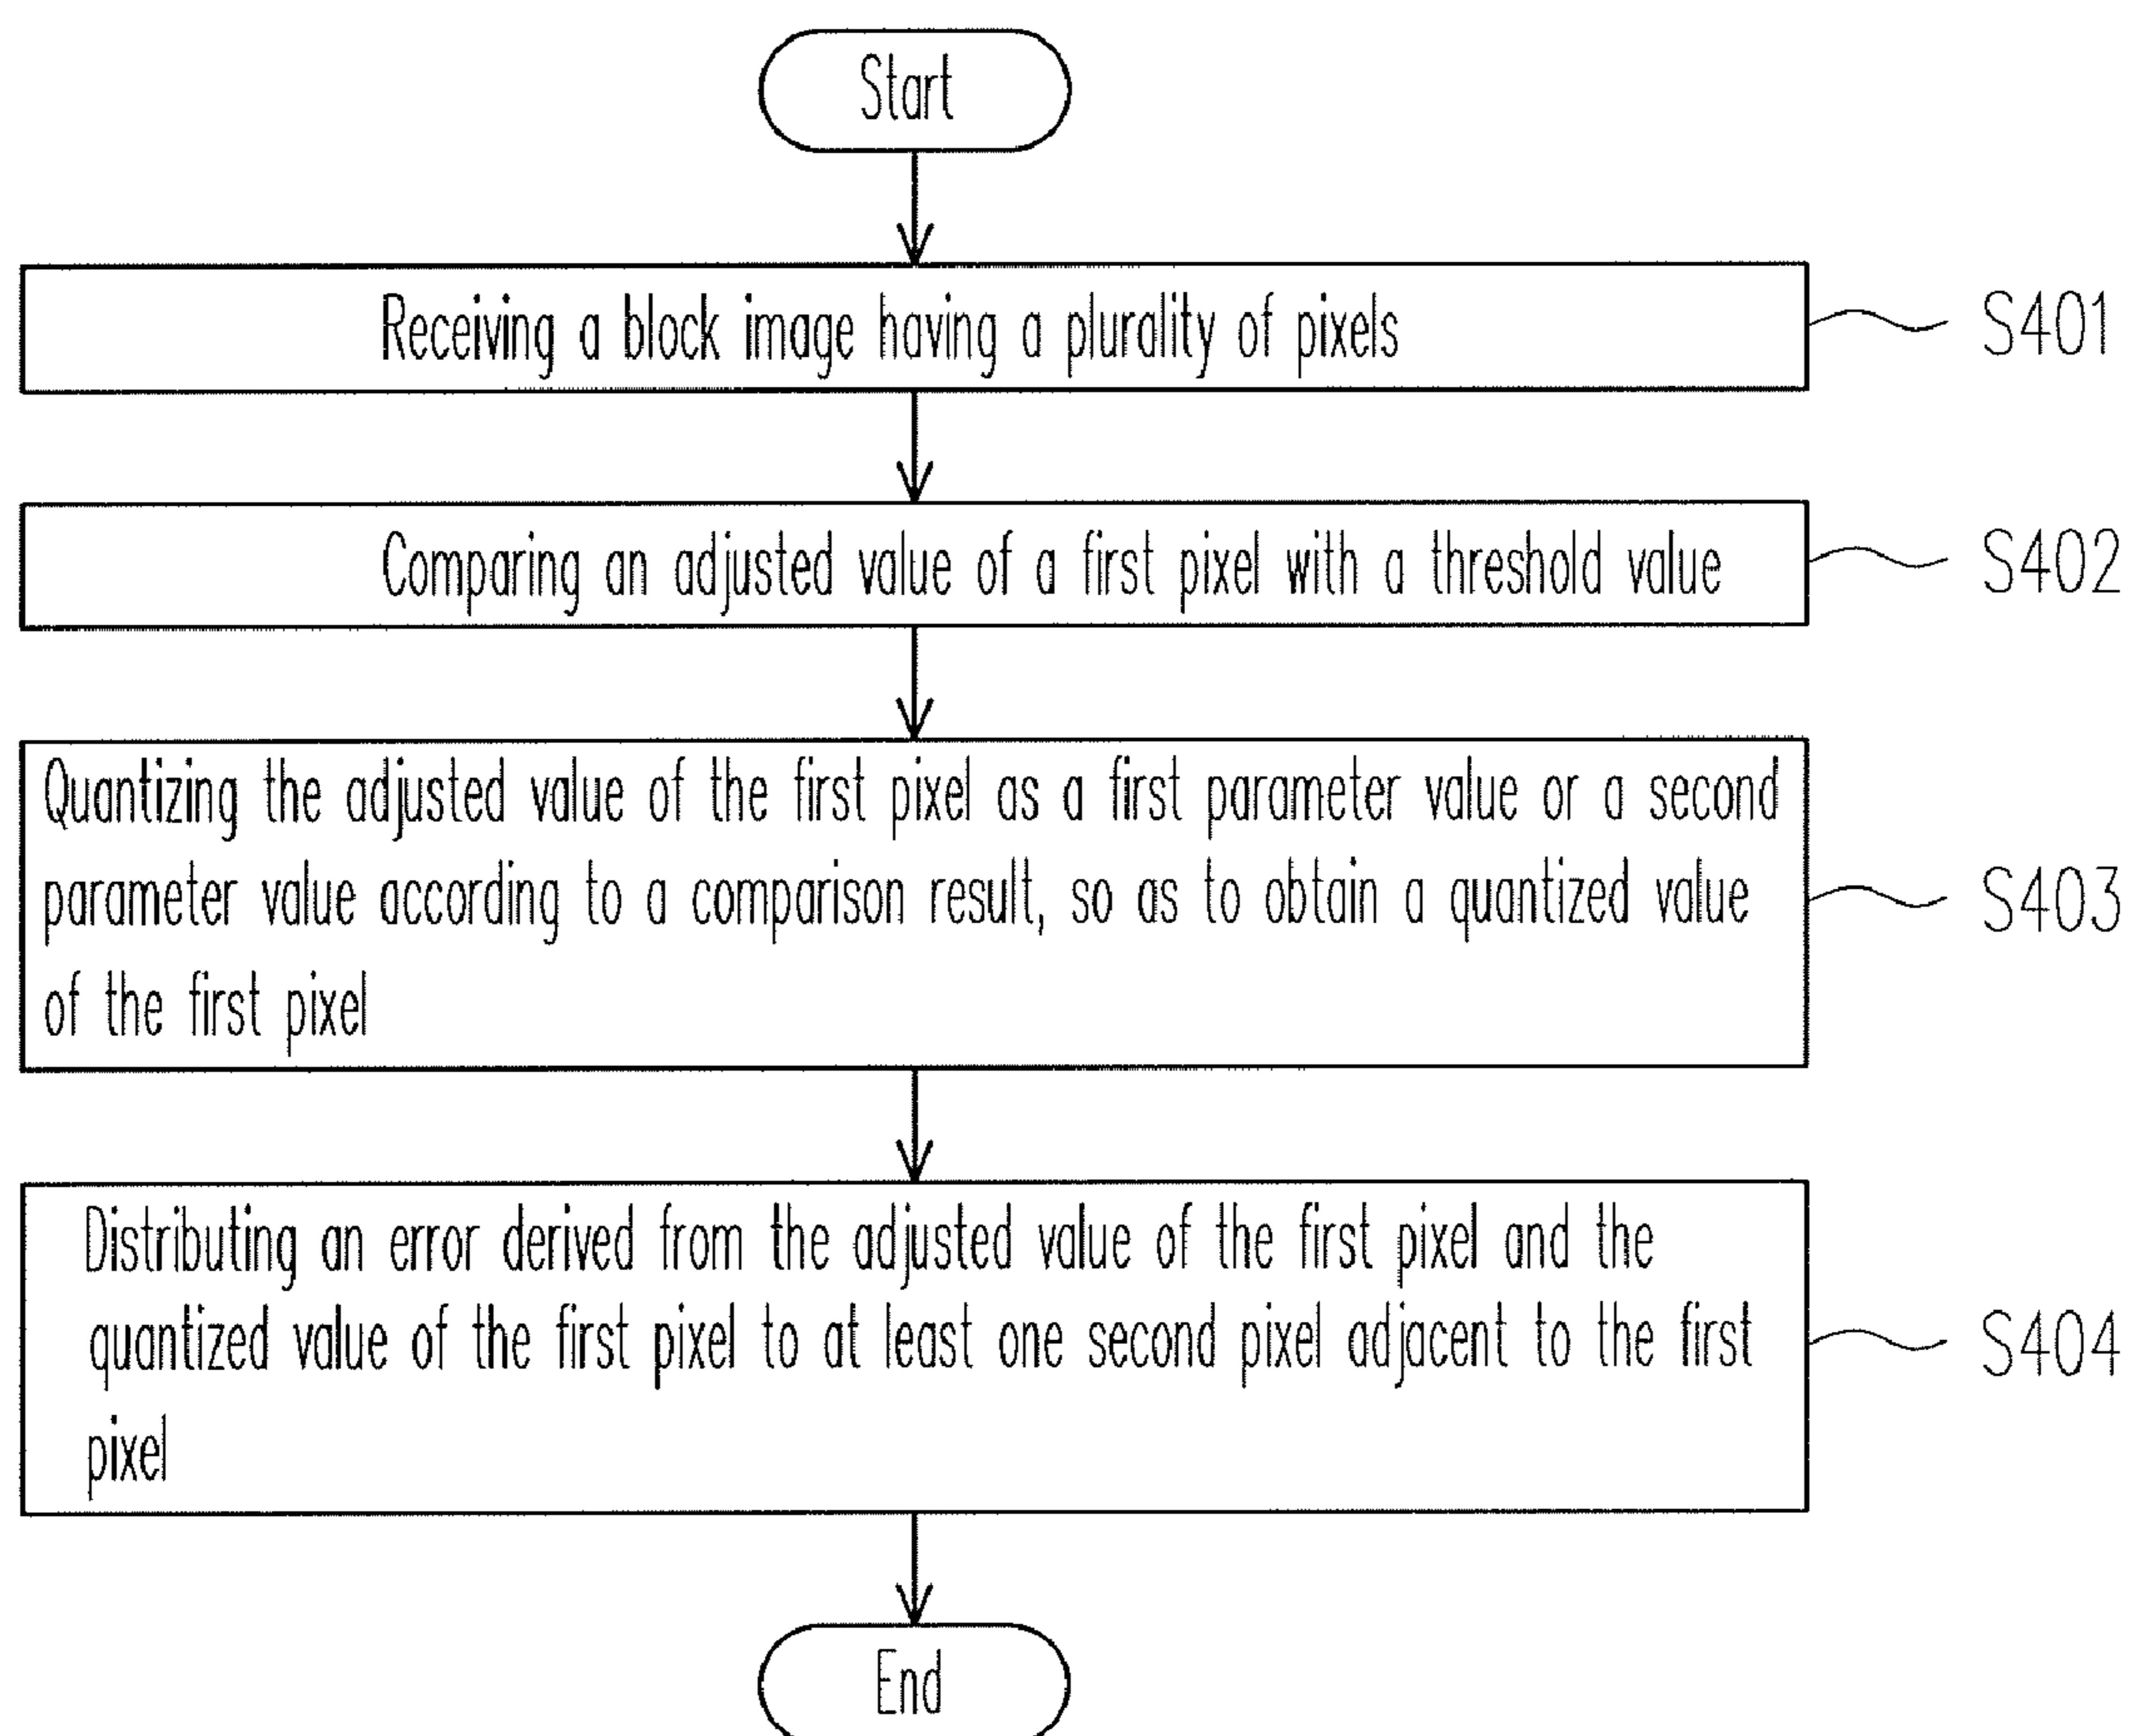 Start
Receiving a block image having a plurality of pixels
S401
Comparing an adjusted value of a first pixel with a threshold value
S402
Quantizing the adjusted value of the first pixel as a first parameter value or a second
parameter value according to a comparison result, so as to obtain a quantized value
of the first pixel
S403
Distributing an error derived from the adjusted value of the first pixel and the
quantized value of the first pixel to at least one second pixel adjacent to the first
pixel
S404
End